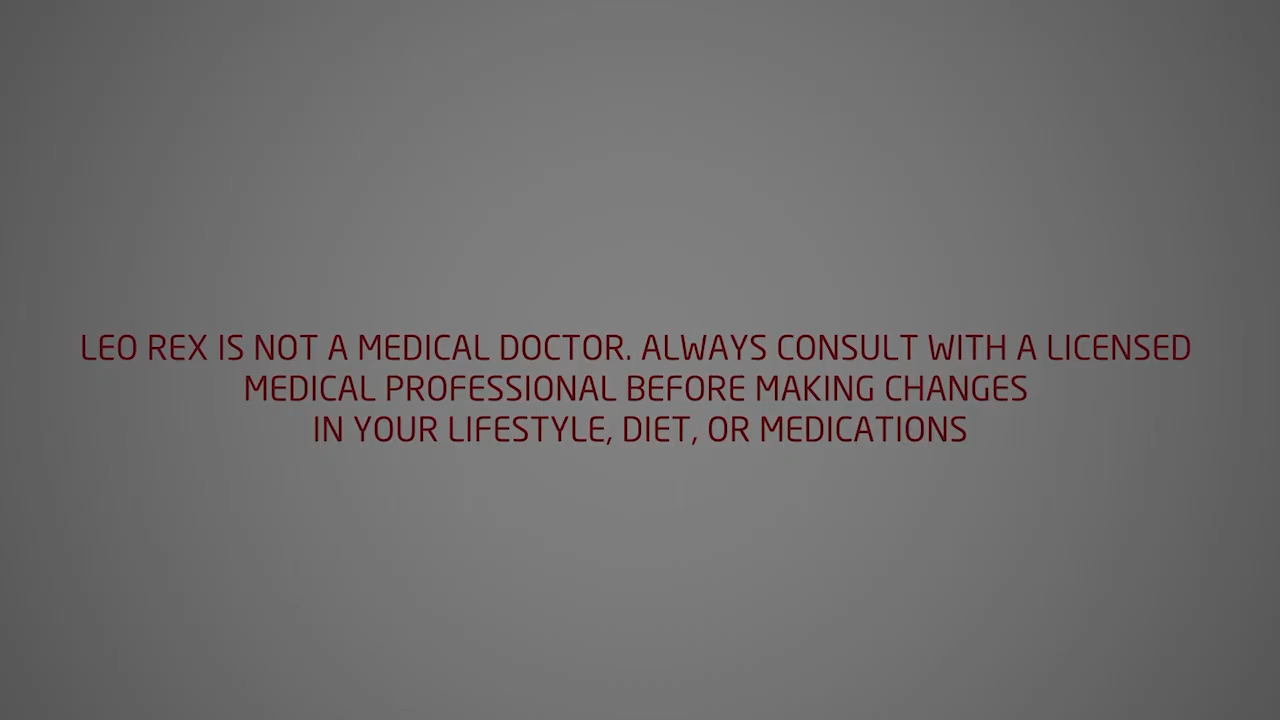 LEO REX IS NOT A MEDICAL DOCTOR. ALWAYS CONSULT WITH A LICENSED
MEDICAL PROFESSIONAL BEFORE MAKING CHANGES
IN YOUR LIFESTYLE, DIET, OR MEDICATIONS